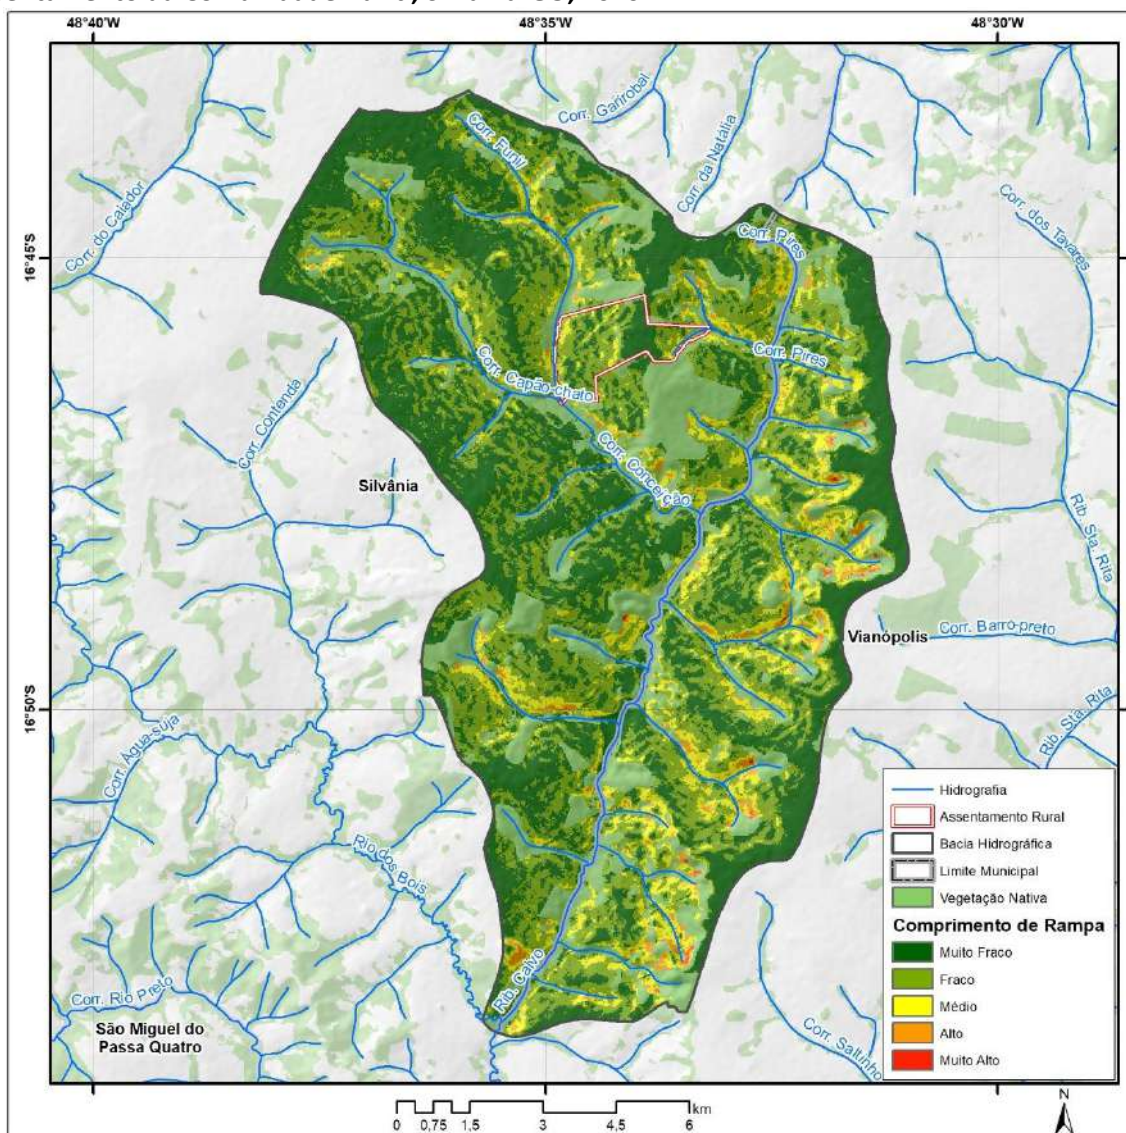 48°40'W
48°35'W
48°30'W
Corr. Garirobal
Corr. Funil
Corr. da Natália
Corr. dos Tavares
Corr. do Calador
Corr. Pires
16°45'S
Corr. Pires
Corr. Capão-chato
Corr. Contenda
Corr. Conceição
Silvânia
Rib. Sta. Rita
Vianópolis
Corr. Barro-preto
16°50'S
Rib. Sta. Rita
Corr. Água-suja
Hidrografia
Assentamento Rural
Bacia Hidrográfica
Limite Municipal
Vegetação Nativa
Comprimento de Rampa
Muito Fraco
Fraco
Médio
Alto
Muito Alto
Rio dos Bois
Rib. Calvo
Corr. Rio Preto
São Miguel do
Passa Quatro
Corr. Saltinho
km
0 0,75 1,5 3 4,5 6
N